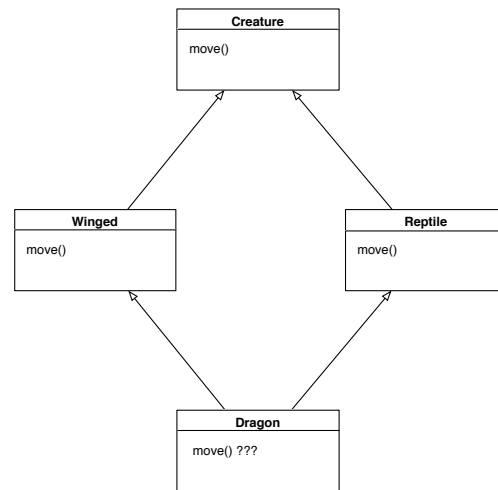 Creature
move()
Winged
move()
Reptile
move()
Dragon
move() ???